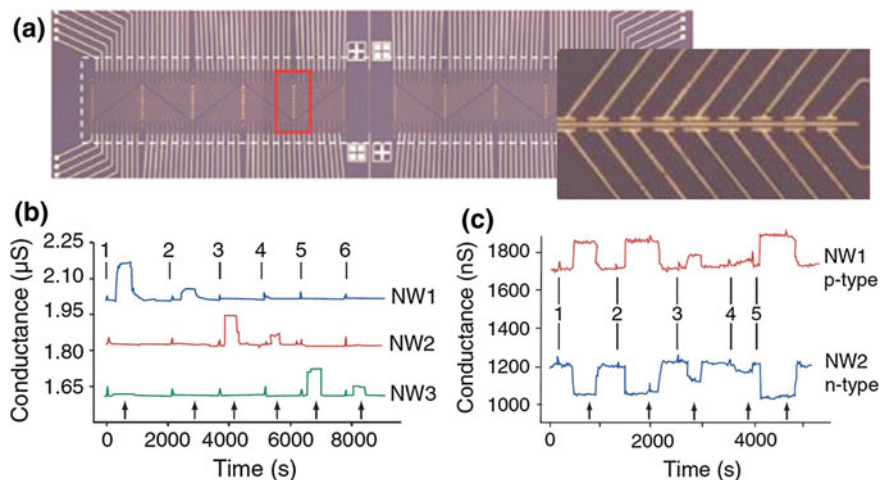 (a)
(b)
Conductance (µS)
2.25
2.10
1.95
1.80
1.65
1 2 3 4 5 6
NW1
NW2
NW3
0 2000 4000 6000 8000
Time (s)
(c)
Conductance (nS)
1800
1600
1400
1200
1000
NW1
p-type
1 2 3 4 5
NW2
n-type
0 2000 4000
Time (s)